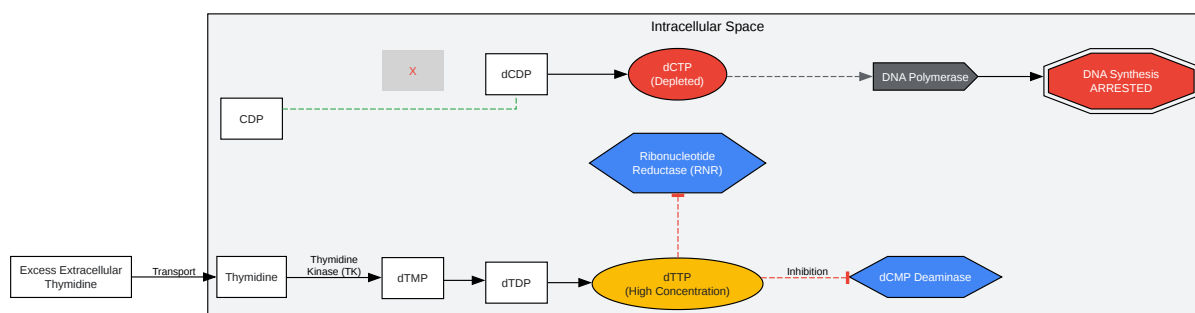 Intracellular Space
X
dCDP
dCTP
(Depleted)
DNA Polymerase
DNA Synthesis
ARRESTED
CDP
Ribonucleotide
Reductase (RNR)
Excess Extracellular
Thymidine
Transport
Thymidine
Thymidine
Kinase (TK)
dTMP
dTDP
dTTP
(High Concentration)
Inhibition
dCMP Deaminase